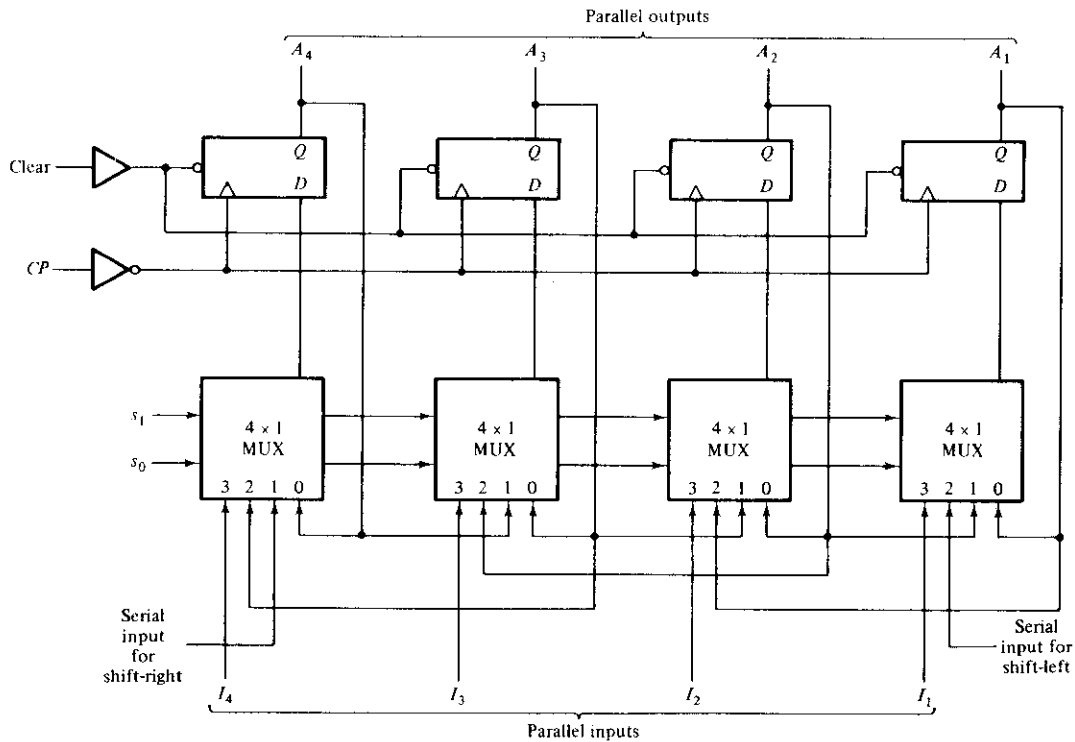 Parallel outputs
A4 A3 A2 A1
Q Q Q Q
Clear
D D D D
CP
s1
4 × 1 4 × 1 4 × 1 4 × 1
MUX MUX MUX MUX
s0
3 2 1 0 3 2 1 0 3 2 1 0 3 2 1 0
Serial
input
for
shift-right
Serial
input for
shift-left
I4 I3 I2 I1
Parallel inputs